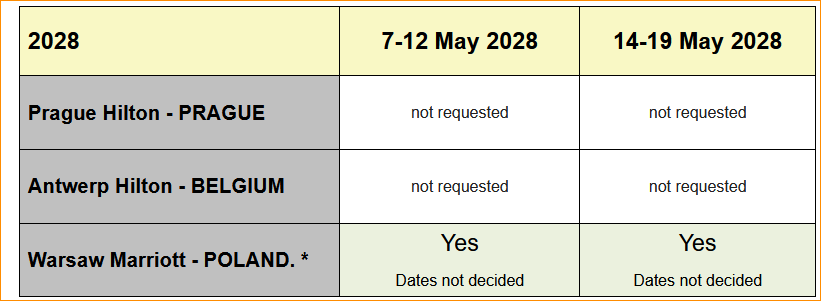 2028 7-12 May 2028 14-19 May 2028
Prague Hilton - PRAGUE not requested not requested
Antwerp Hilton - BELGIUM not requested not requested
Warsaw Marriott - POLAND. * Yes Yes
Dates not decided Dates not decided